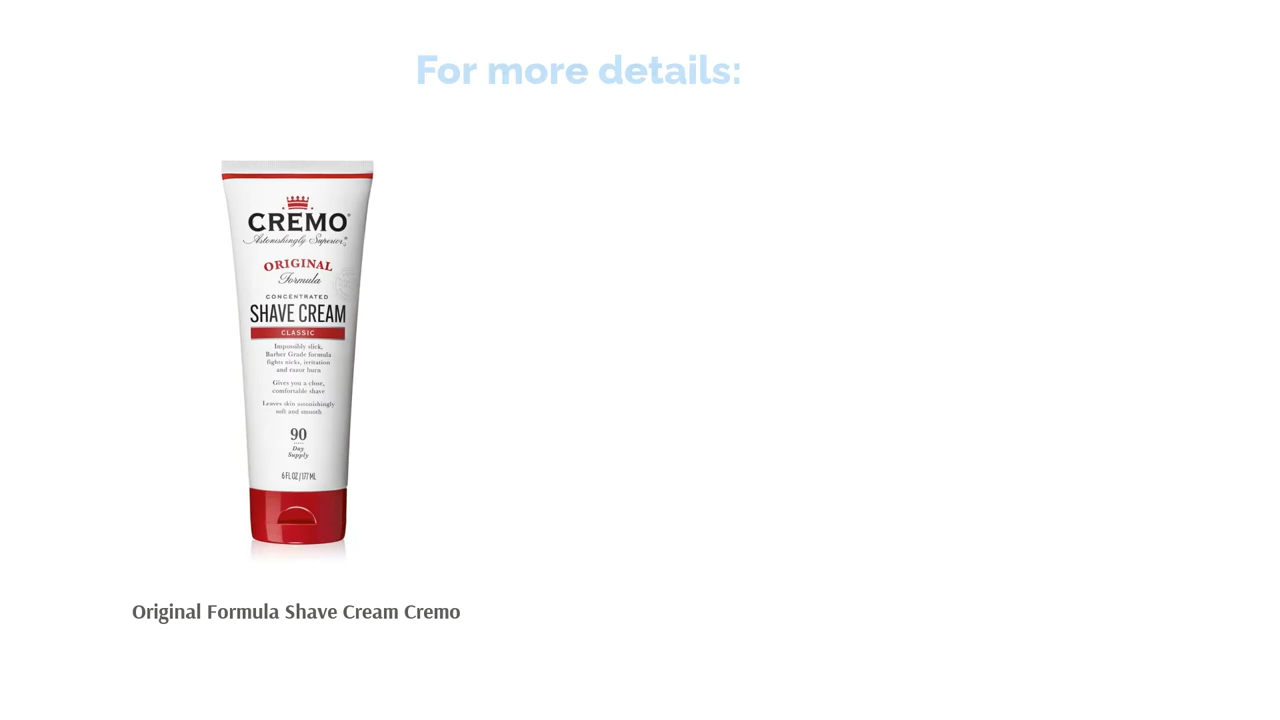 For more details:
CREMO
Astonishingly Superior
ORIGINAL
Formula
CONCENTRATED
SHAVE CREAM
CLASSIC
Impossibly slick,
Barber Grade formula
fights nicks, irritation
and razor burn
Gives you a close,
comfortable shave
Leaves skin astonishingly
soft and smooth
90
Day
Supply
6 FL OZ / 177 ML
Original Formula Shave Cream Cremo